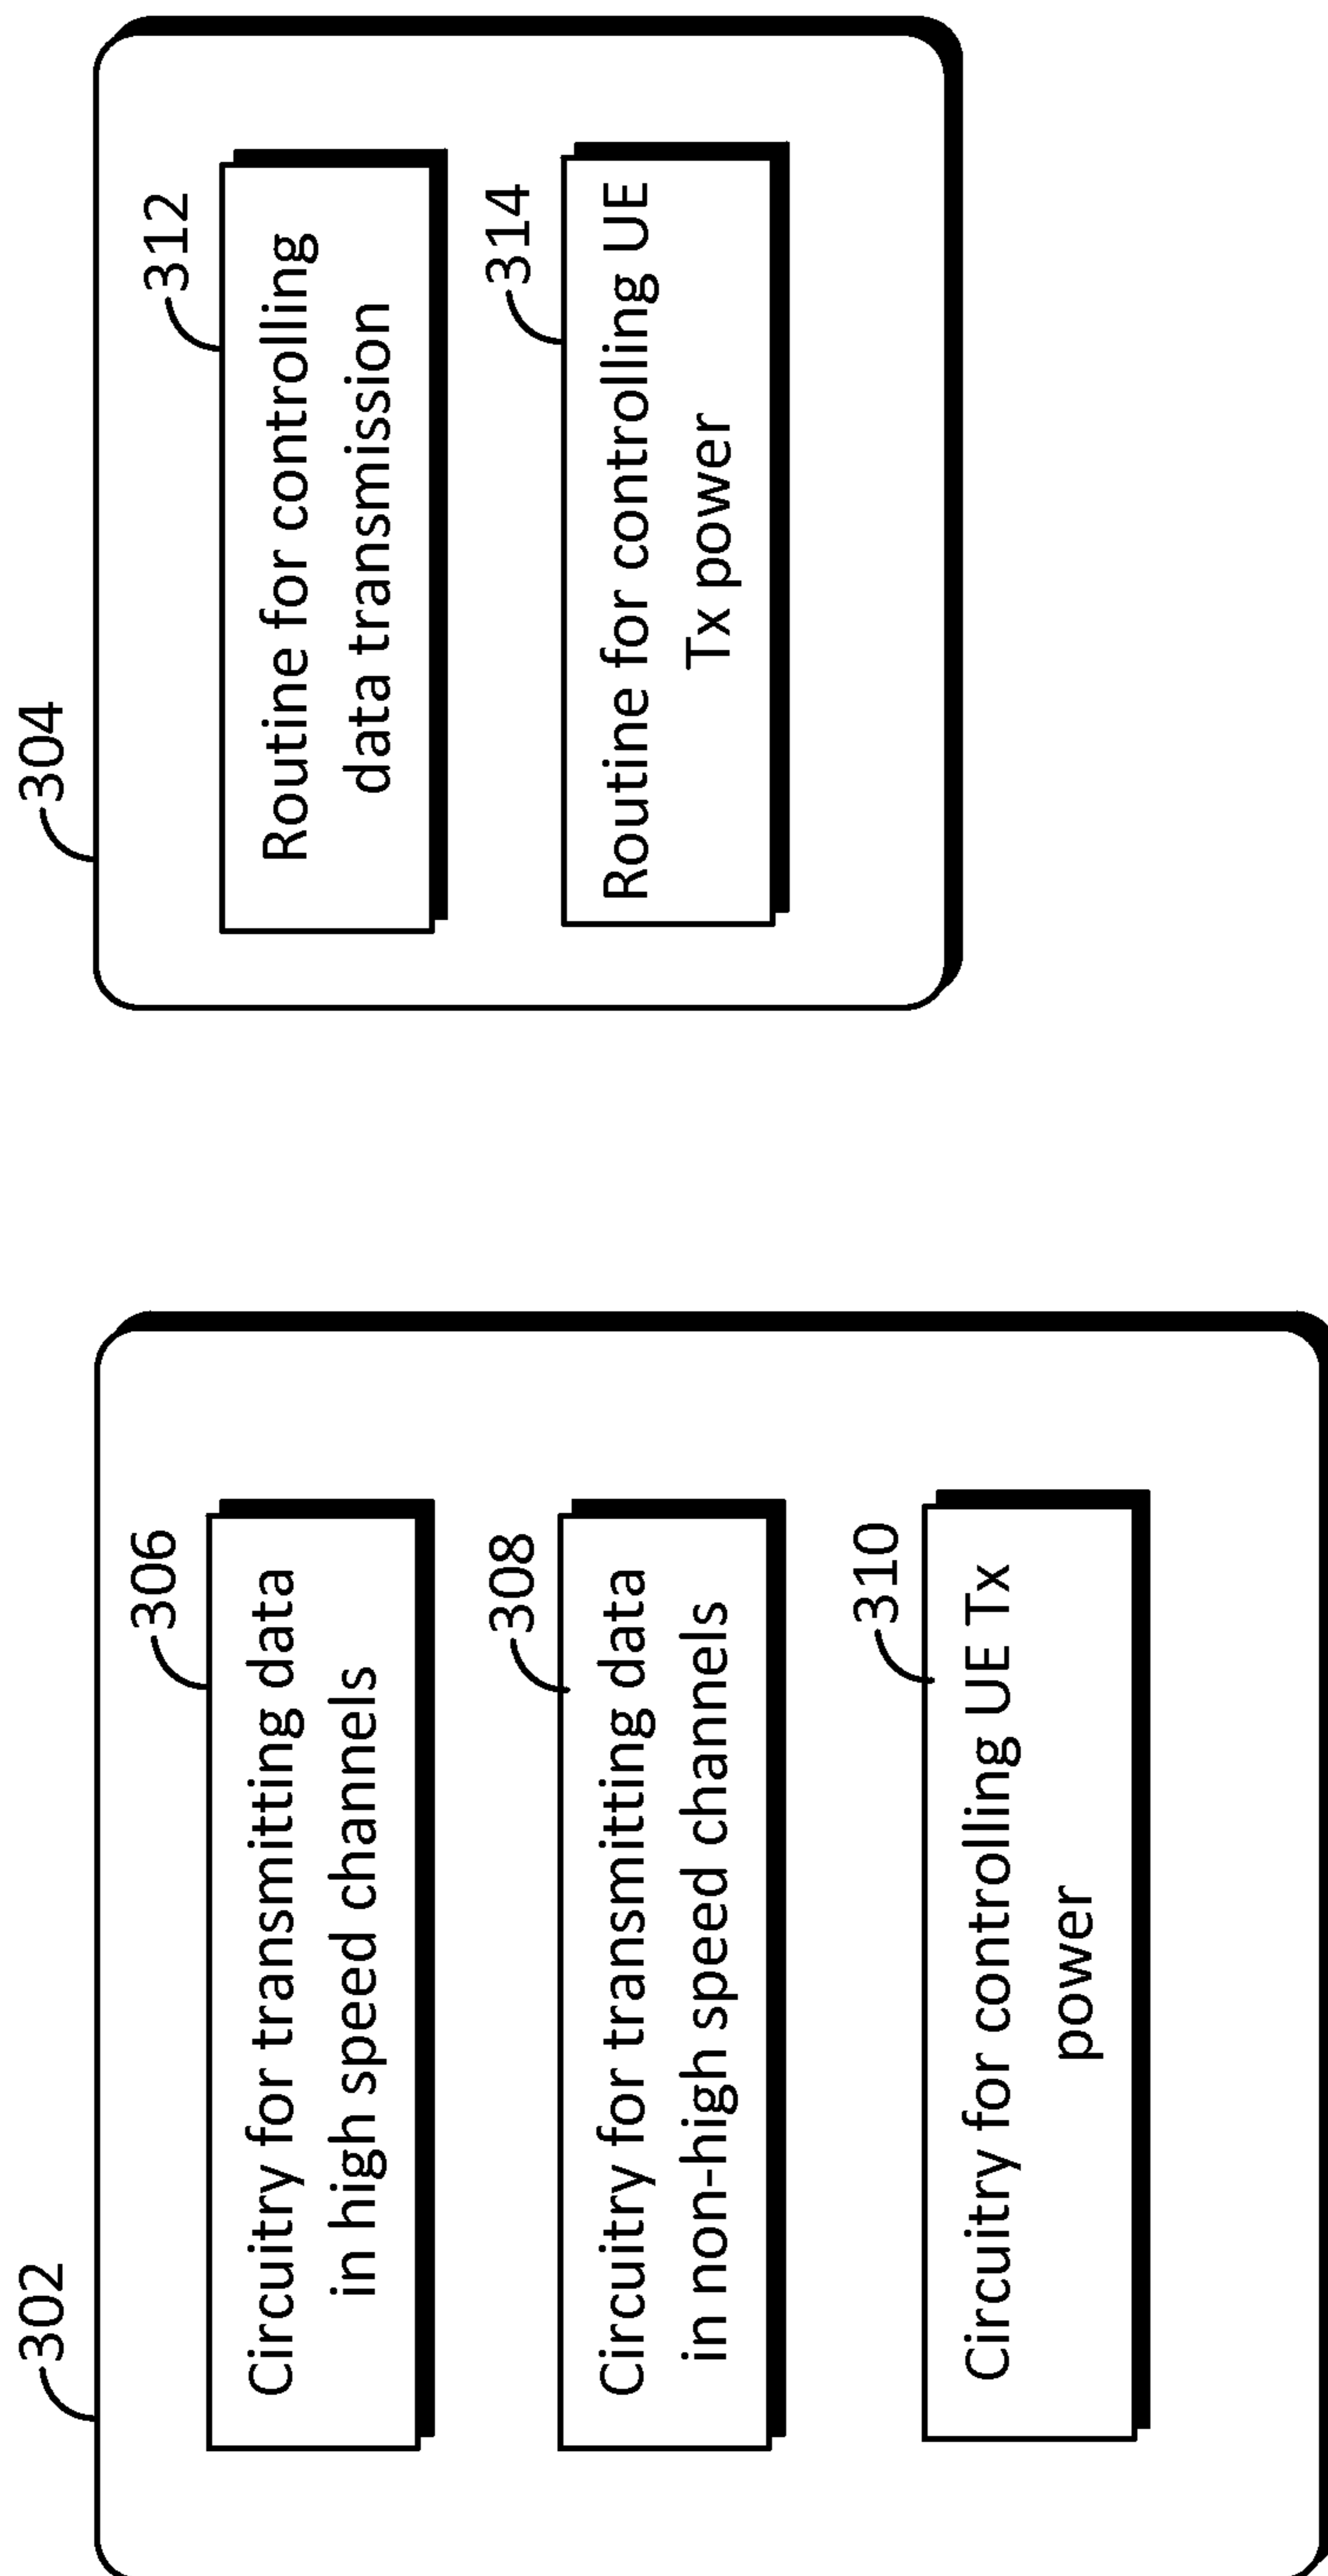 302
306
Circuitry for transmitting data
in high speed channels
308
Circuitry for transmitting data
in non-high speed channels
310
Circuitry for controlling UE Tx
power
304
312
Routine for controlling
data transmission
314
Routine for controlling UE
Tx power